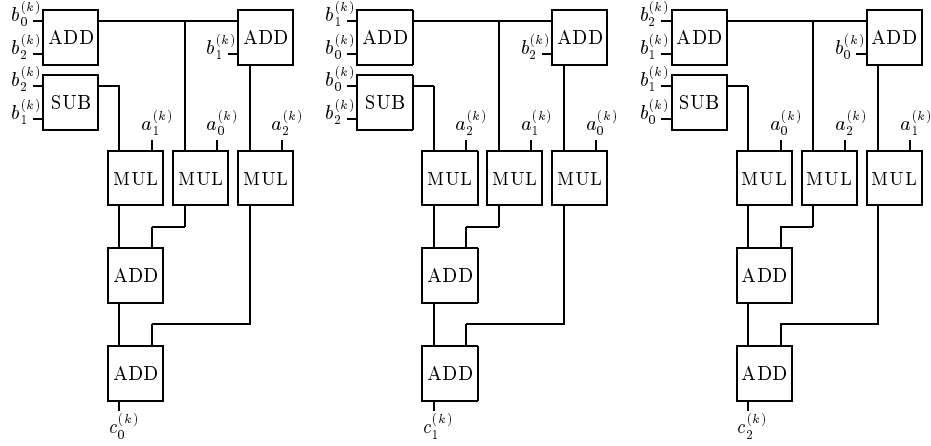 b_0^{(k)} ADD ADD b_1^{(k)} ADD ADD b_2^{(k)} ADD ADD
b_2^{(k)} b_1^{(k)} b_0^{(k)} b_2^{(k)} b_1^{(k)} b_0^{(k)}
b_2^{(k)} SUB b_0^{(k)} SUB b_1^{(k)} SUB
b_1^{(k)} b_2^{(k)} b_0^{(k)}
a_1^{(k)} a_0^{(k)} a_2^{(k)} a_2^{(k)} a_1^{(k)} a_0^{(k)} a_0^{(k)} a_2^{(k)} a_1^{(k)}
MUL MUL MUL MUL MUL MUL MUL MUL MUL
ADD ADD ADD
ADD ADD ADD
c_0^{(k)} c_1^{(k)} c_2^{(k)}